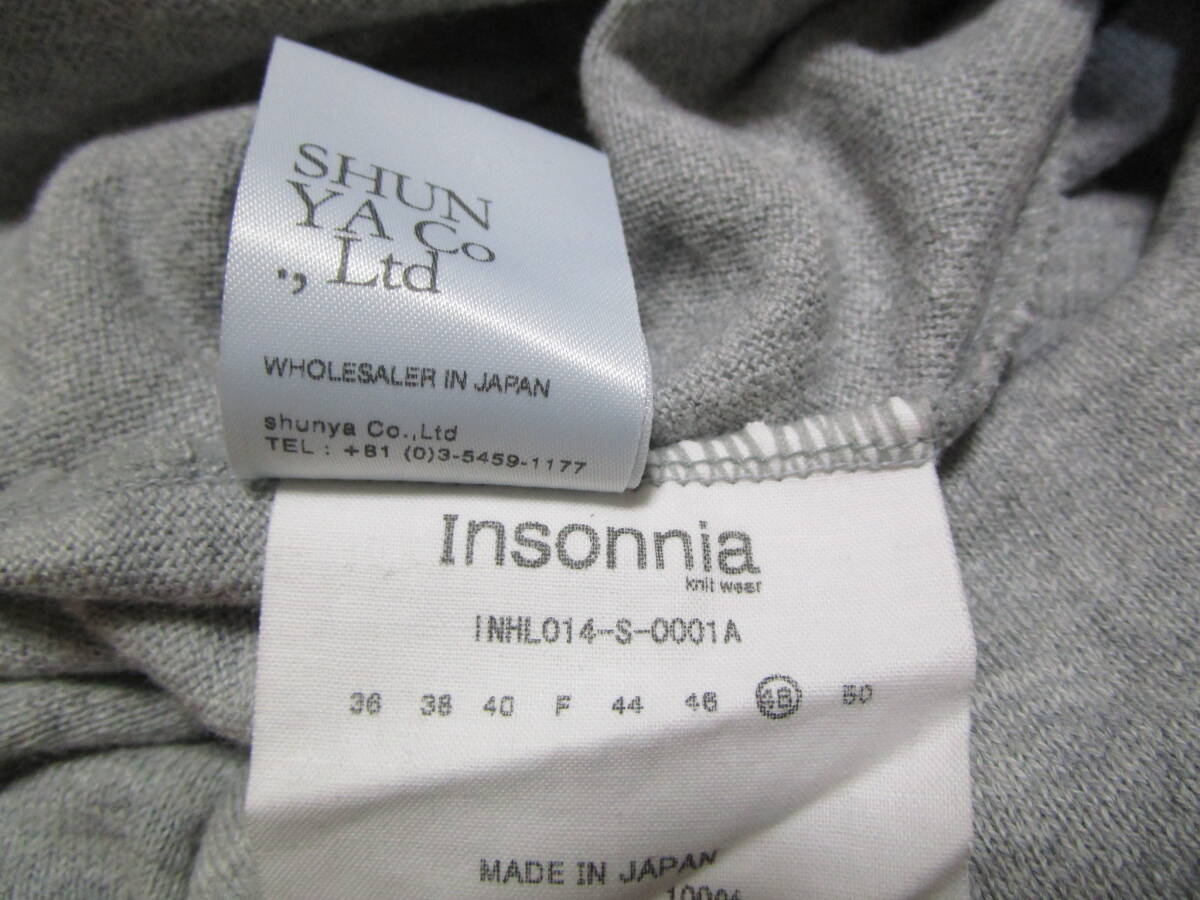 SHUN
YA Co
., Ltd
WHOLESALER IN JAPAN
shunya Co.,Ltd
TEL : +81 (0)3-5459-1177
Insonnia
knit wear
INHL014-S-0001A
36 38 40 F 44 46 48 50
MADE IN JAPAN
100%